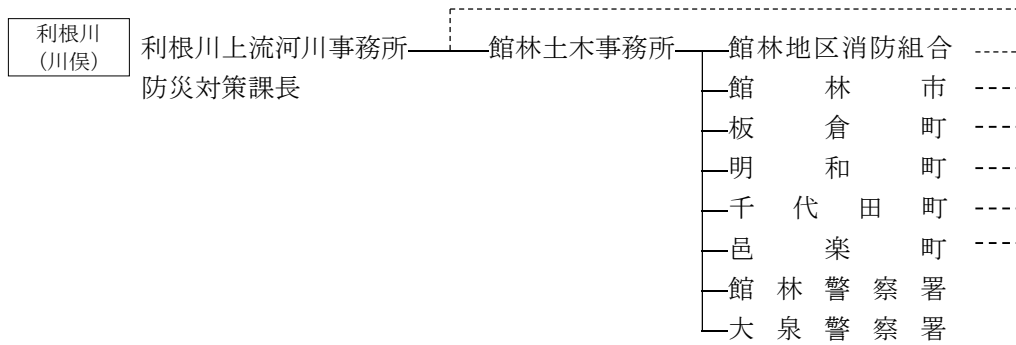 利根川
(川俣)
利根川上流河川事務所 館林土木事務所 館林地区消防組合
防災対策課長
館林市
板倉町
明和町
千代田町
邑楽町
館林警察署
大泉警察署